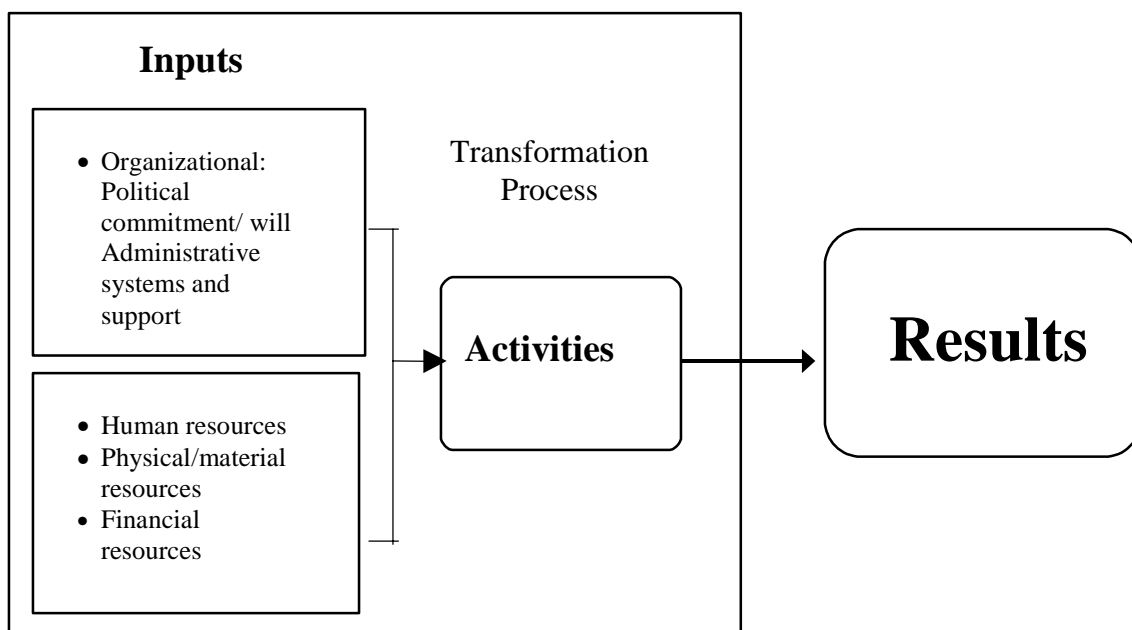 Inputs
• Organizational:
Political
commitment/ will
Administrative
systems and
support
• Human resources
• Physical/material
resources
• Financial
resources
Transformation
Process
Activities
Results